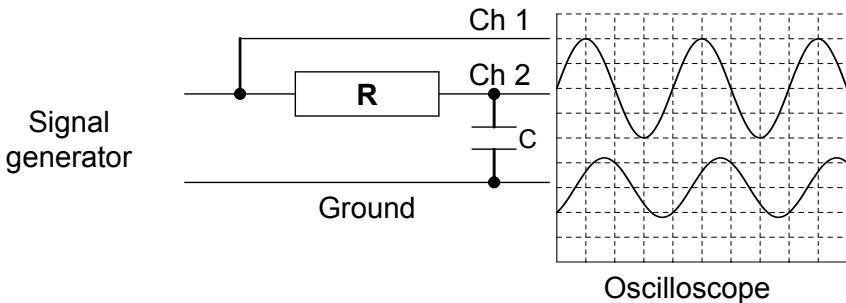 Ch 1
Ch 2
R
C
Signal
generator
Ground
Oscilloscope